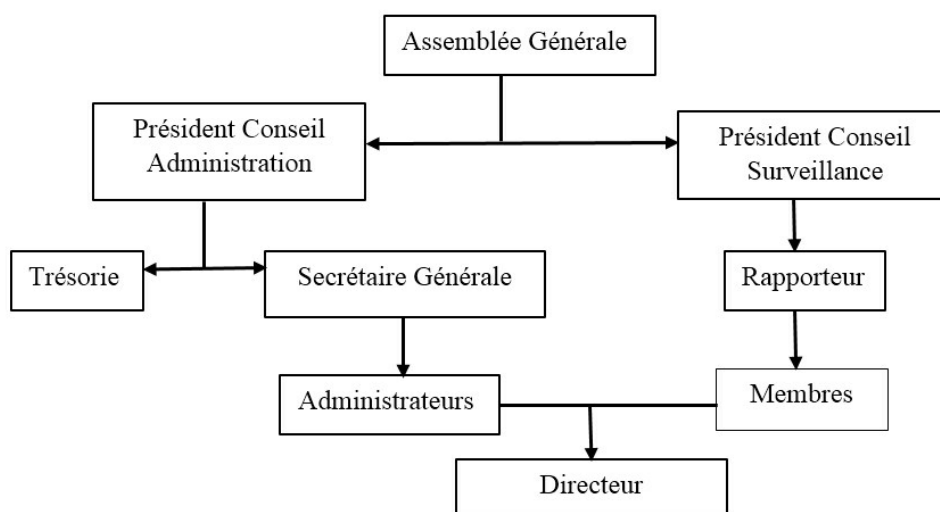 Assemblée Générale
Président Conseil
Administration
Président Conseil
Surveillance
Trésorie
Secrétaire Générale
Rapporteur
Administrateurs
Membres
Directeur